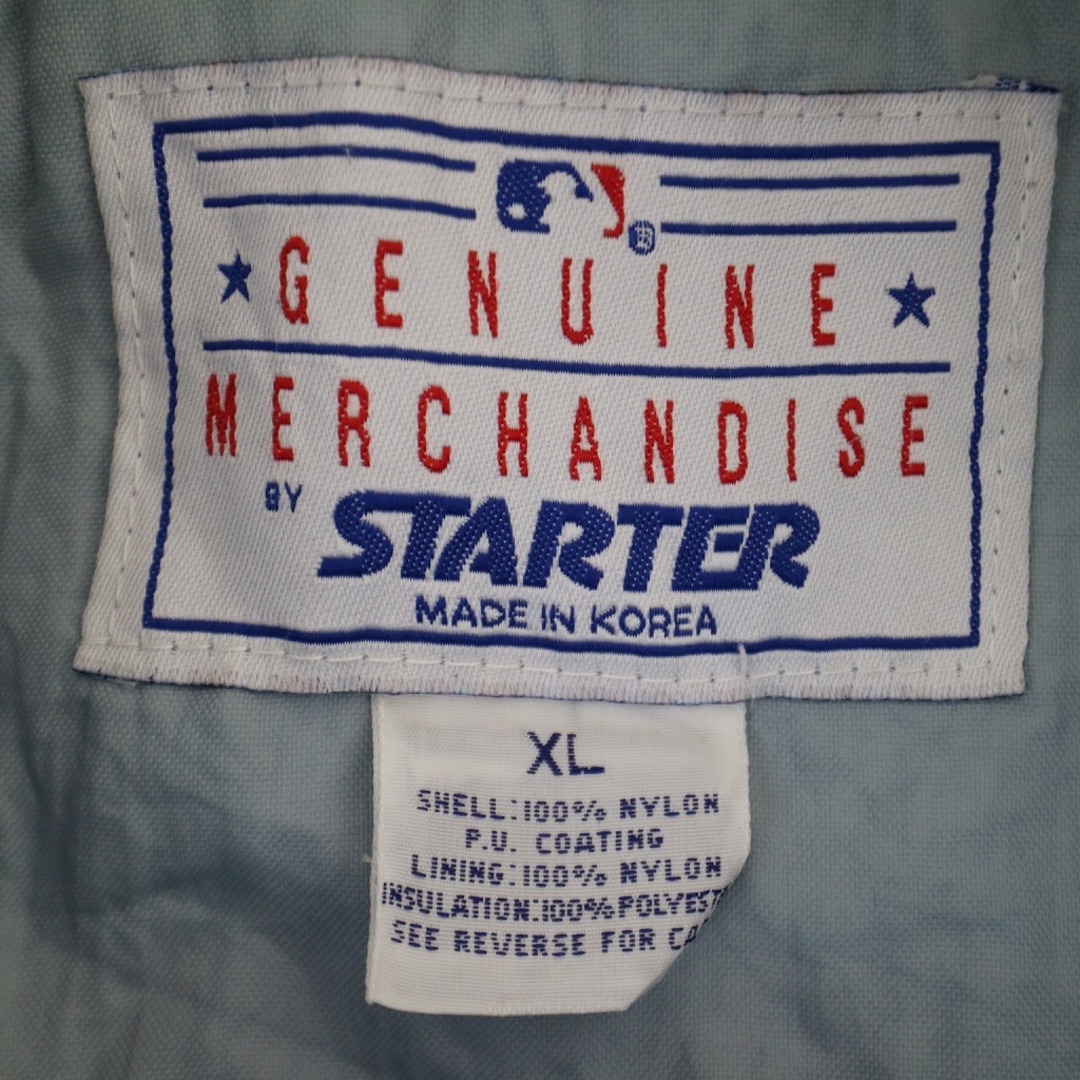 GENUINE
MERCHANDISE
BY STARTER
MADE IN KOREA
XL
SHELL:100% NYLON
P.U. COATING
LINING:100% NYLON
INSULATION:100%POLYEST
SEE REVERSE FOR CA